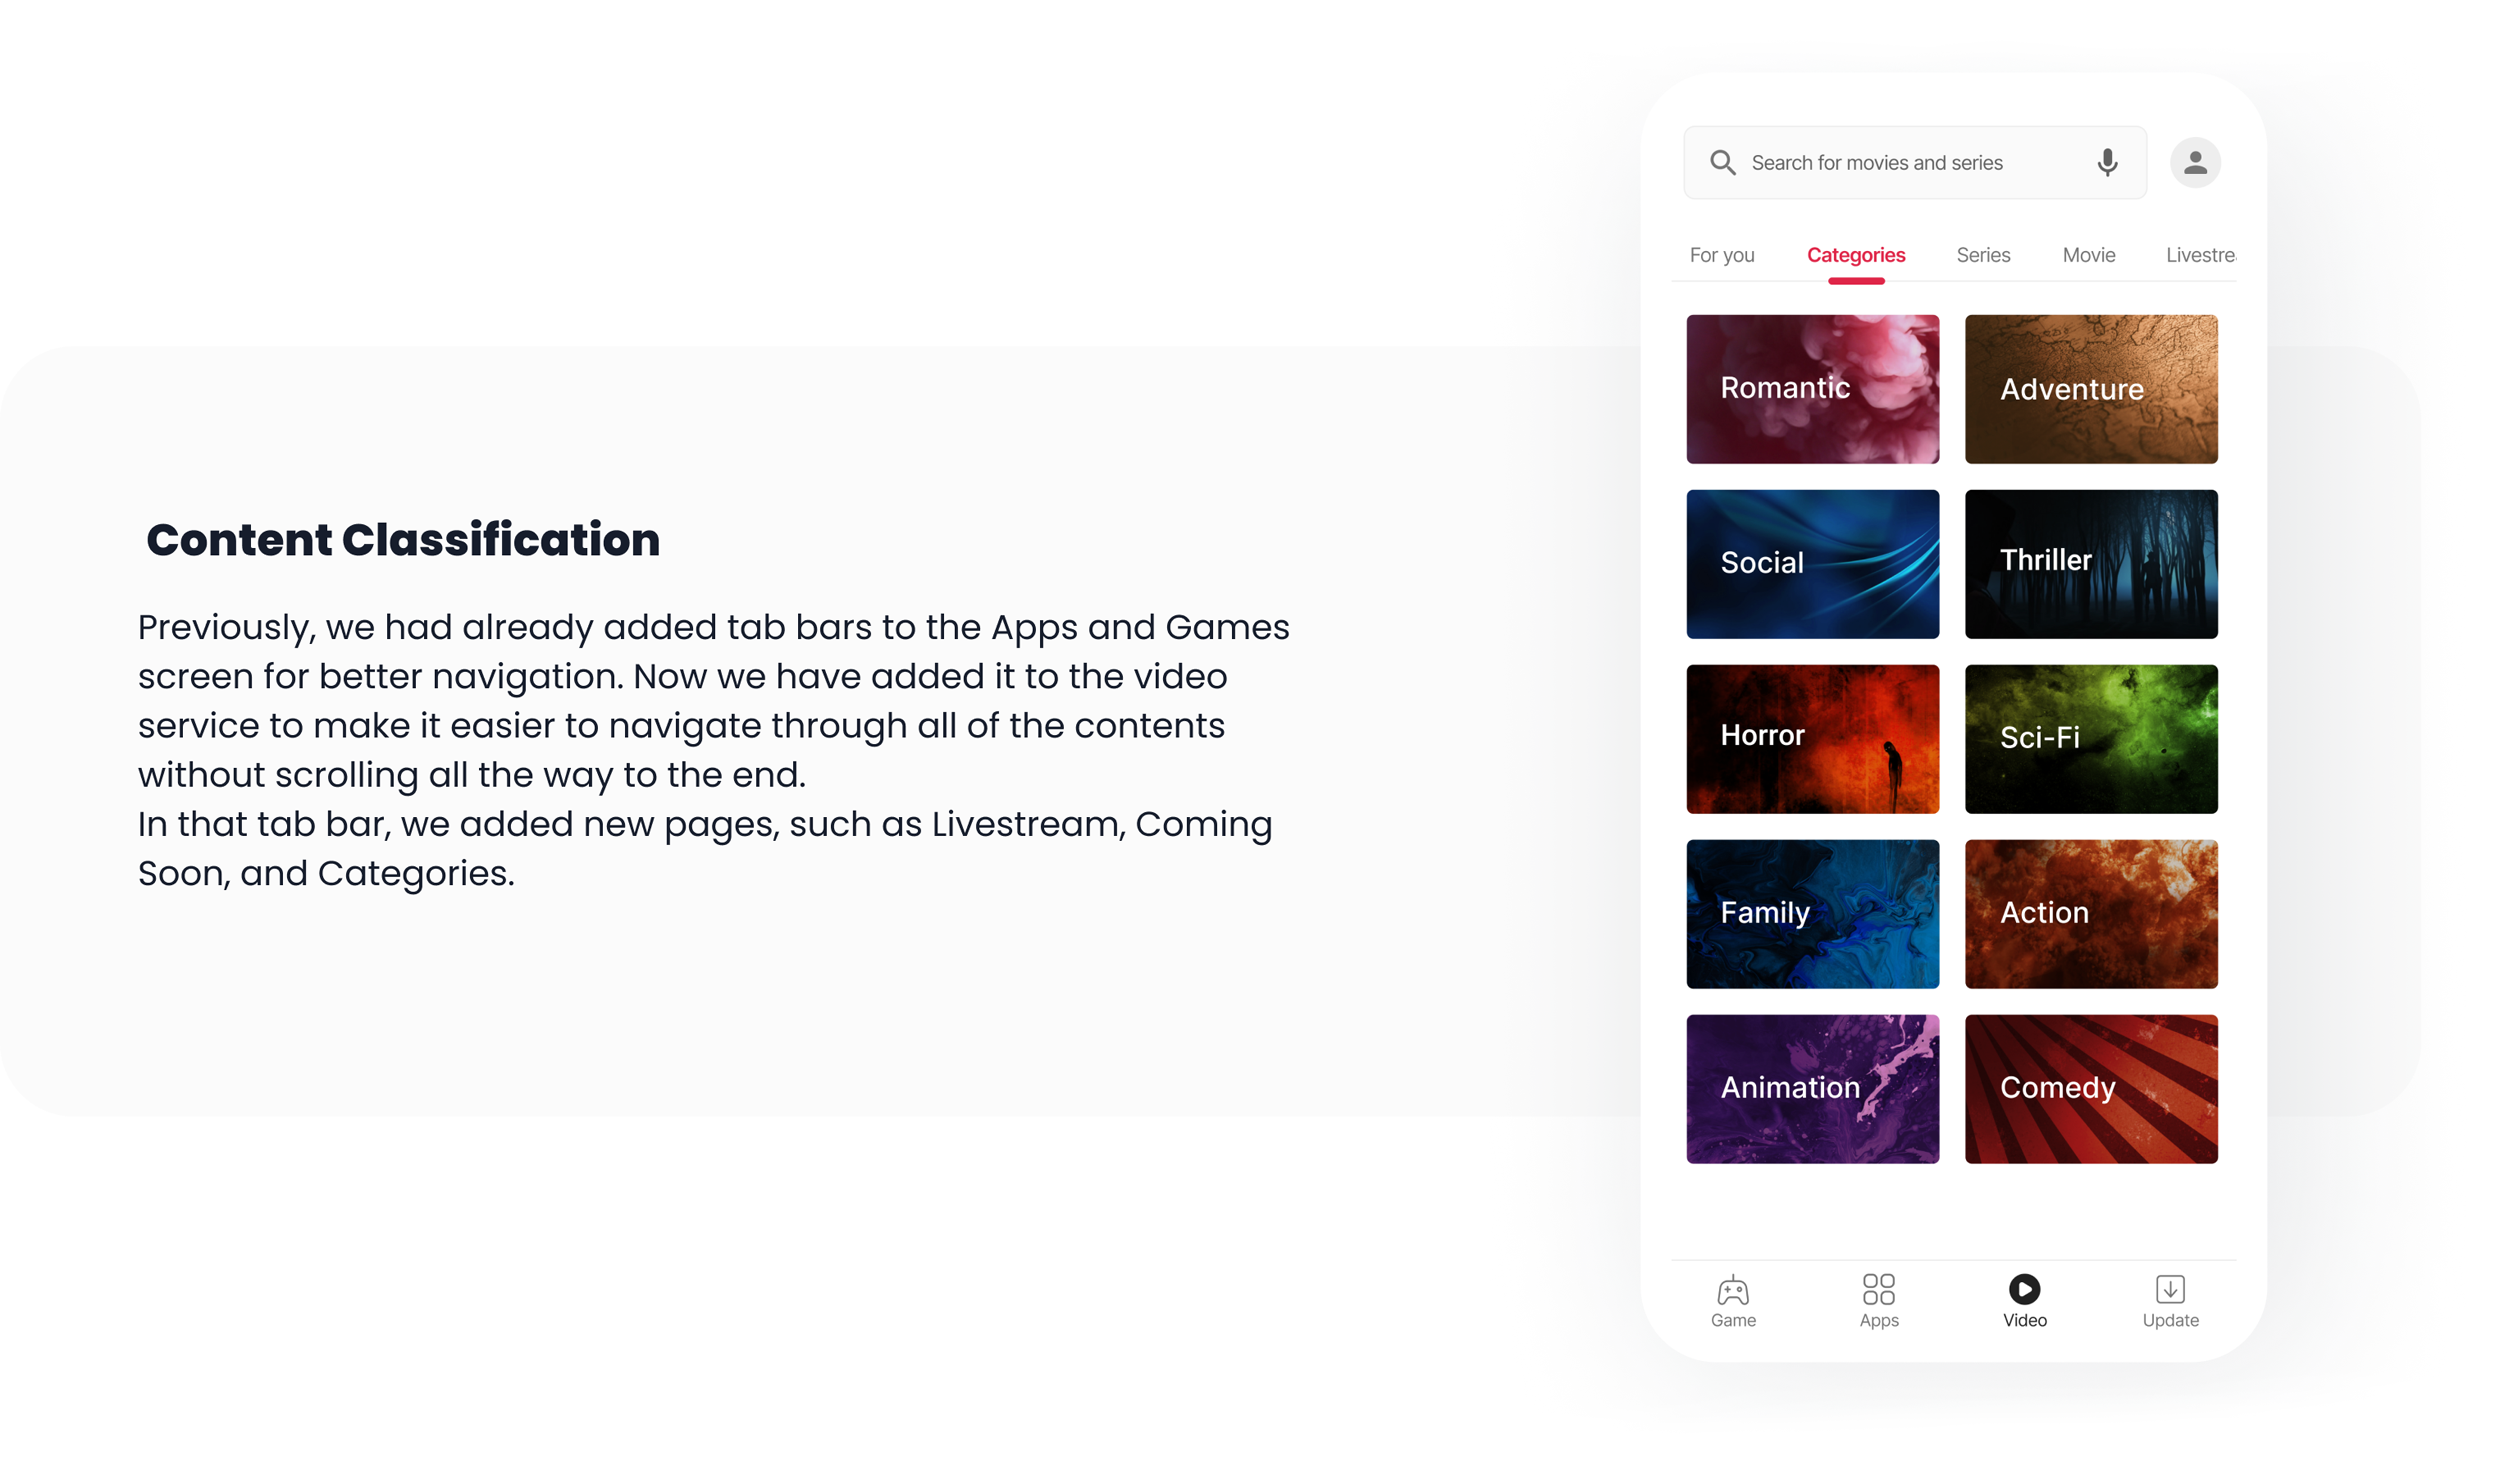 Content Classification
Previously, we had already added tab bars to the Apps and Games
screen for better navigation. Now we have added it to the video
service to make it easier to navigate through all of the contents
without scrolling all the way to the end.
In that tab bar, we added new pages, such as Livestream, Coming
Soon, and Categories.
Search for movies and series
For you Categories Series Movie Livestre
Romantic Adventure
Social Thriller
Horror Sci-Fi
Family Action
Animation Comedy
Game Apps Video Update